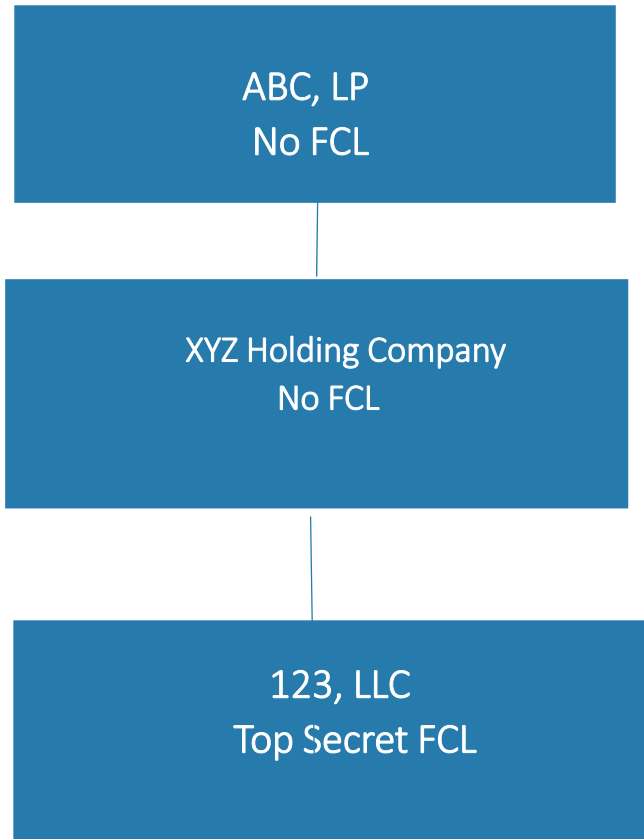 ABC, LP
No FCL
XYZ Holding Company
No FCL
123, LLC
Top Secret FCL